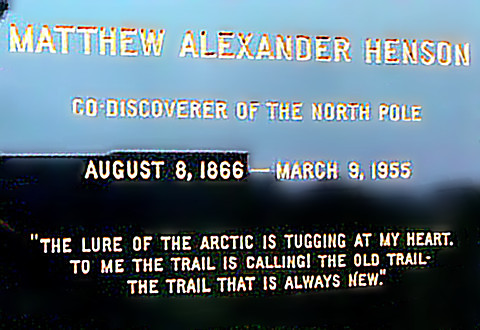 MATTHEW ALEXANDER HENSON
CO-DISCOVERER OF THE NORTH POLE
AUGUST 8, 1866 — MARCH 9, 1955
"THE LURE OF THE ARCTIC IS TUGGING AT MY HEART.
TO ME THE TRAIL IS CALLING! THE OLD TRAIL-
THE TRAIL THAT IS ALWAYS NEW."